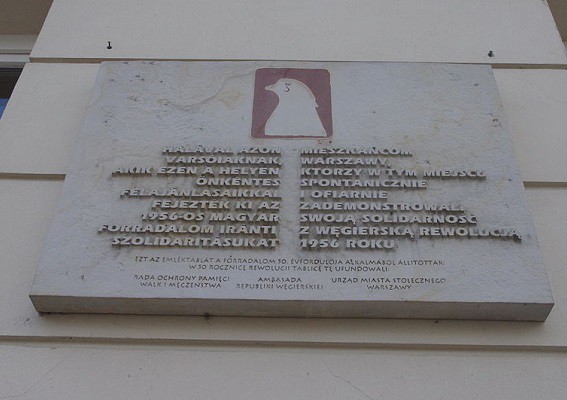 HÁLÁVAL AZON
VARSÓIAKNAK,
AKIK EZEN A HELYEN
ÖNKÉNTES
FELAJÁNLÁSAIKKAL
FEJEZTEK KI AZ
1956-OS MAGYAR
FORRADALOM IRÁNTI
SZOLIDARITÁSUKAT
MIESZKAŃCOM
WARSZAWY,
KTÓRZY W TYM MIEJSCU
SPONTANICZNIE
I OFIARNIE
ZADEMONSTROWALI
SWOJĄ SOLIDARNOŚĆ
Z WĘGIERSKĄ REWOLUCJĄ
1956 ROKU
EZT AZ EMLÉKTÁBLÁT A FORRADALOM 50. ÉVFORDULÓJA ALKALMÁBÓL ÁLLÍTOTTÁK:
W 50 ROCZNICĘ REWOLUCJI TABLICĘ TĘ UFUNDOWALI:
RADA OCHRONY PAMIĘCI
WALK I MĘCZEŃSTWA
AMBASADA
REPUBLIKI WĘGIERSKIEJ
URZĄD MIASTA STOŁECZNEGO
WARSZAWY